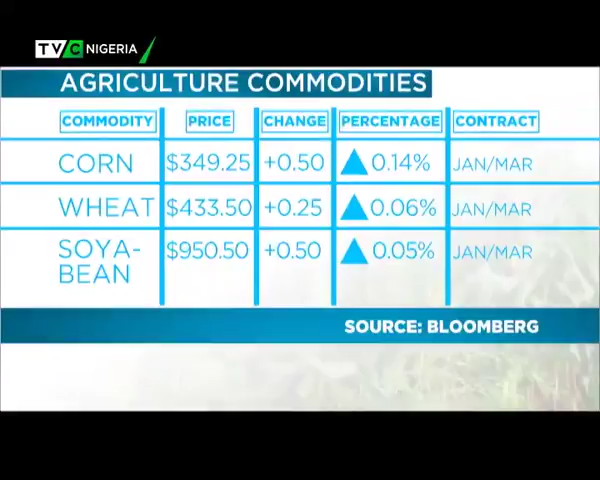 TVC NIGERIA
AGRICULTURE COMMODITIES
COMMODITY PRICE CHANGE PERCENTAGE CONTRACT
CORN $349.25 +0.50 ▲ 0.14% JAN/MAR
WHEAT $433.50 +0.25 ▲ 0.06% JAN/MAR
SOYA- $950.50 +0.50 ▲ 0.05% JAN/MAR
BEAN
SOURCE: BLOOMBERG